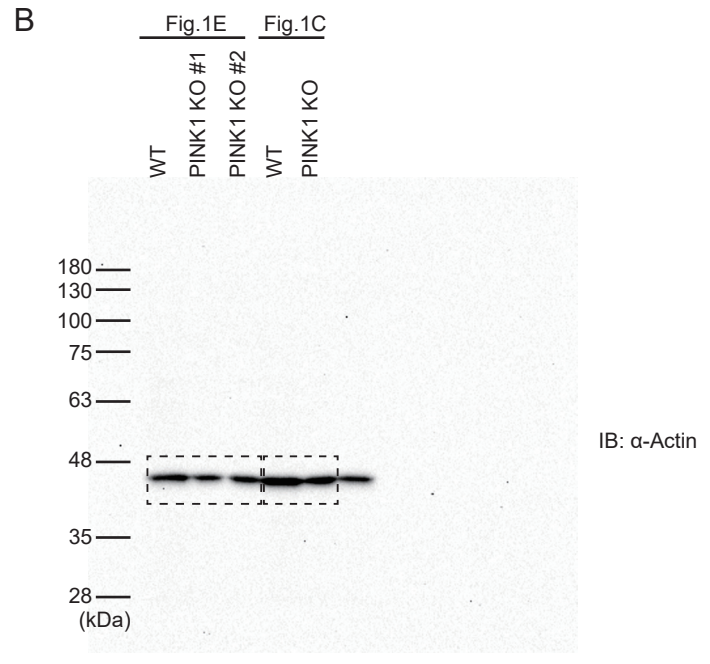 B
Fig.1E Fig.1C
WT
PINK1 KO #1
PINK1 KO #2
WT
PINK1 KO
180
130
100
75
63
48
35
28
(kDa)
IB: α-Actin